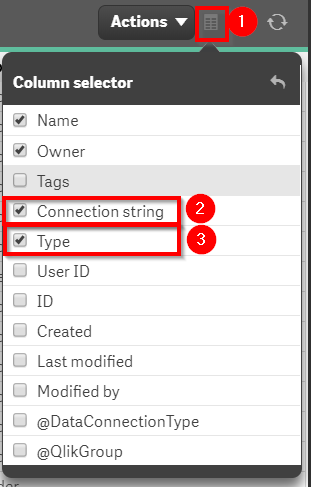 Actions
1
Column selector
Name
Owner
Tags
Connection string
2
Type
3
User ID
ID
Created
Last modified
Modified by
@DataConnectionType
@QlikGroup